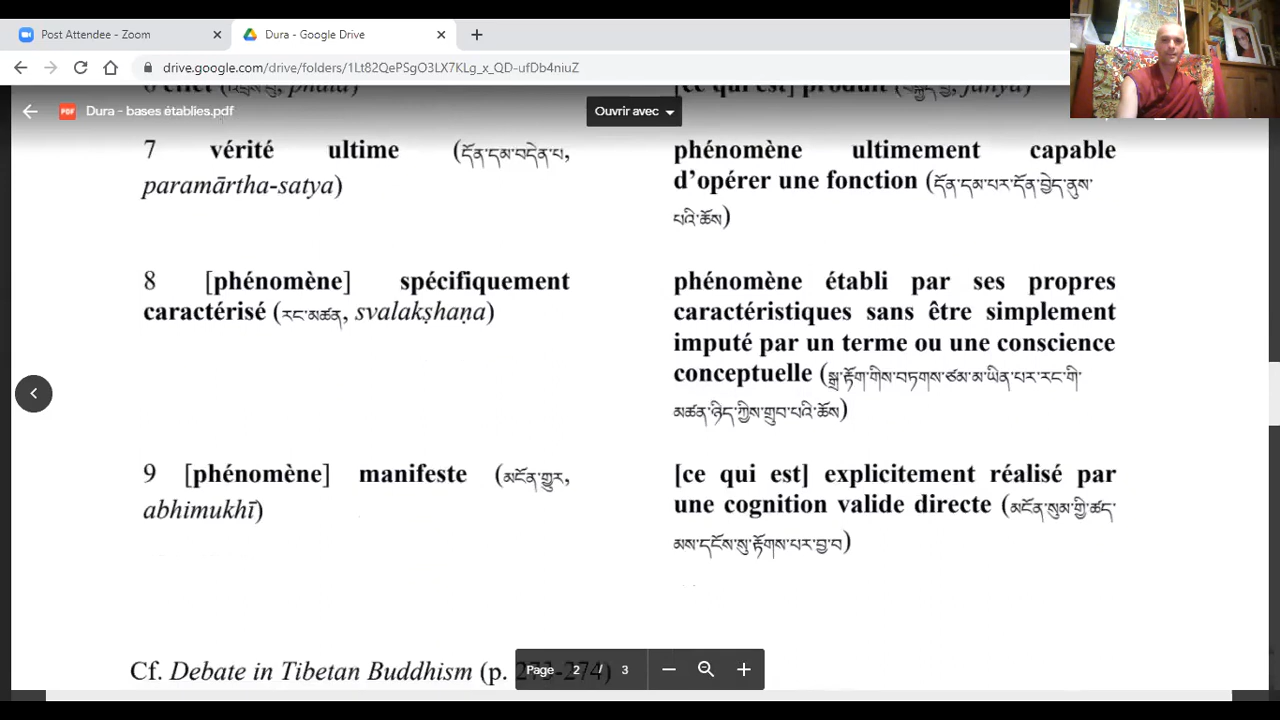 Post Attendee - Zoom
Dura - Google Drive
drive.google.com/drive/folders/1Lt82QePSgO3LX7KLg_x_QD-ufDb4niuZ
Dura - bases établies.pdf
Ouvrir avec
7 vérité ultime (དོན་དམ་བདེན་པ,
paramārtha-satya)
phénomène ultimement capable
d’opérer une fonction (དོན་དམ་པར་དོན་བྱེད་ནུས་
པའི་ཆོས)
8 [phénomène] spécifiquement
caractérisé (རང་མཚན, svalakṣhaṇa)
phénomène établi par ses propres
caractéristiques sans être simplement
imputé par un terme ou une conscience
conceptuelle (སྒྲ་རྟོག་གིས་བཏགས་ཙམ་མ་ཡིན་པར་རང་གི་
མཚན་ཉིད་ཀྱིས་གྲུབ་པའི་ཆོས)
9 [phénomène] manifeste (མངོན་གྱུར,
abhimukhī)
[ce qui est] explicitement réalisé par
une cognition valide directe (མངོན་སུམ་གྱི་ཚད་
མས་དངོས་སུ་རྟོགས་པར་བྱ་བ)
Cf. Debate in Tibetan Buddhism (p. 273-274)
Page 2 / 3